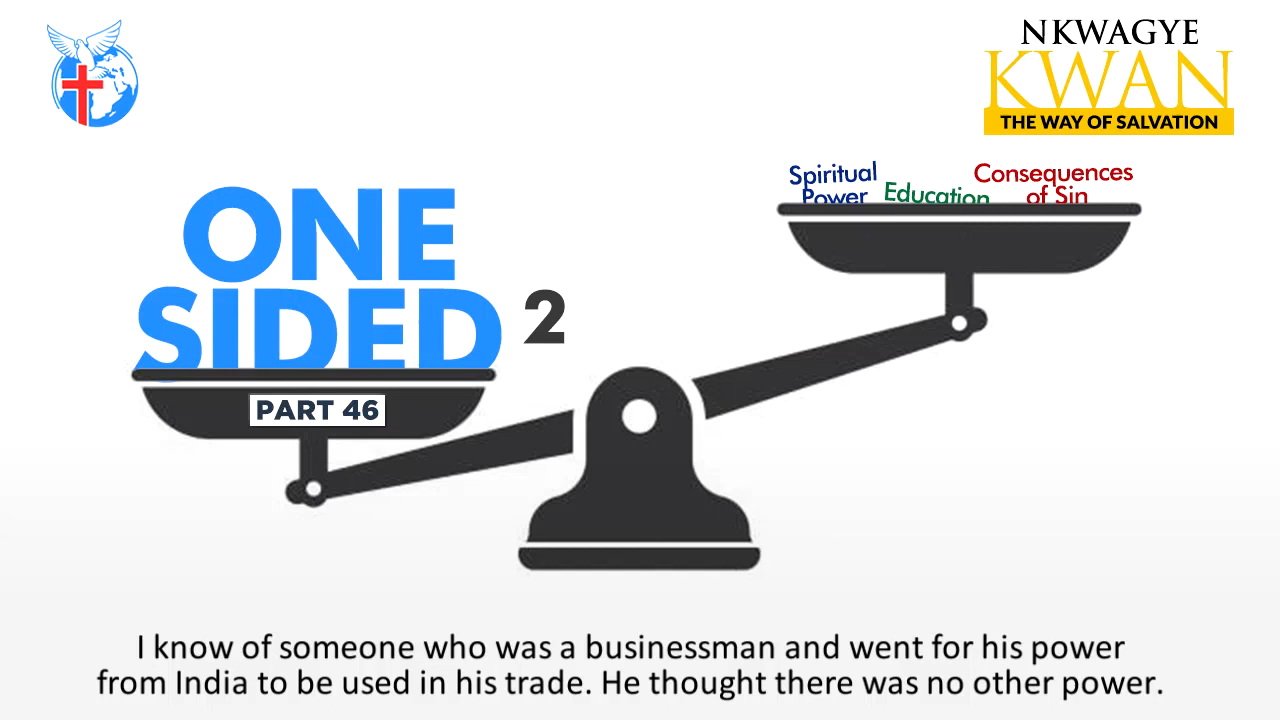 NKWAGYE
KWAN
THE WAY OF SALVATION
Spiritual
Power
Education
Consequences
of Sin
ONE
SIDED 2
PART 46
I know of someone who was a businessman and went for his power
from India to be used in his trade. He thought there was no other power.